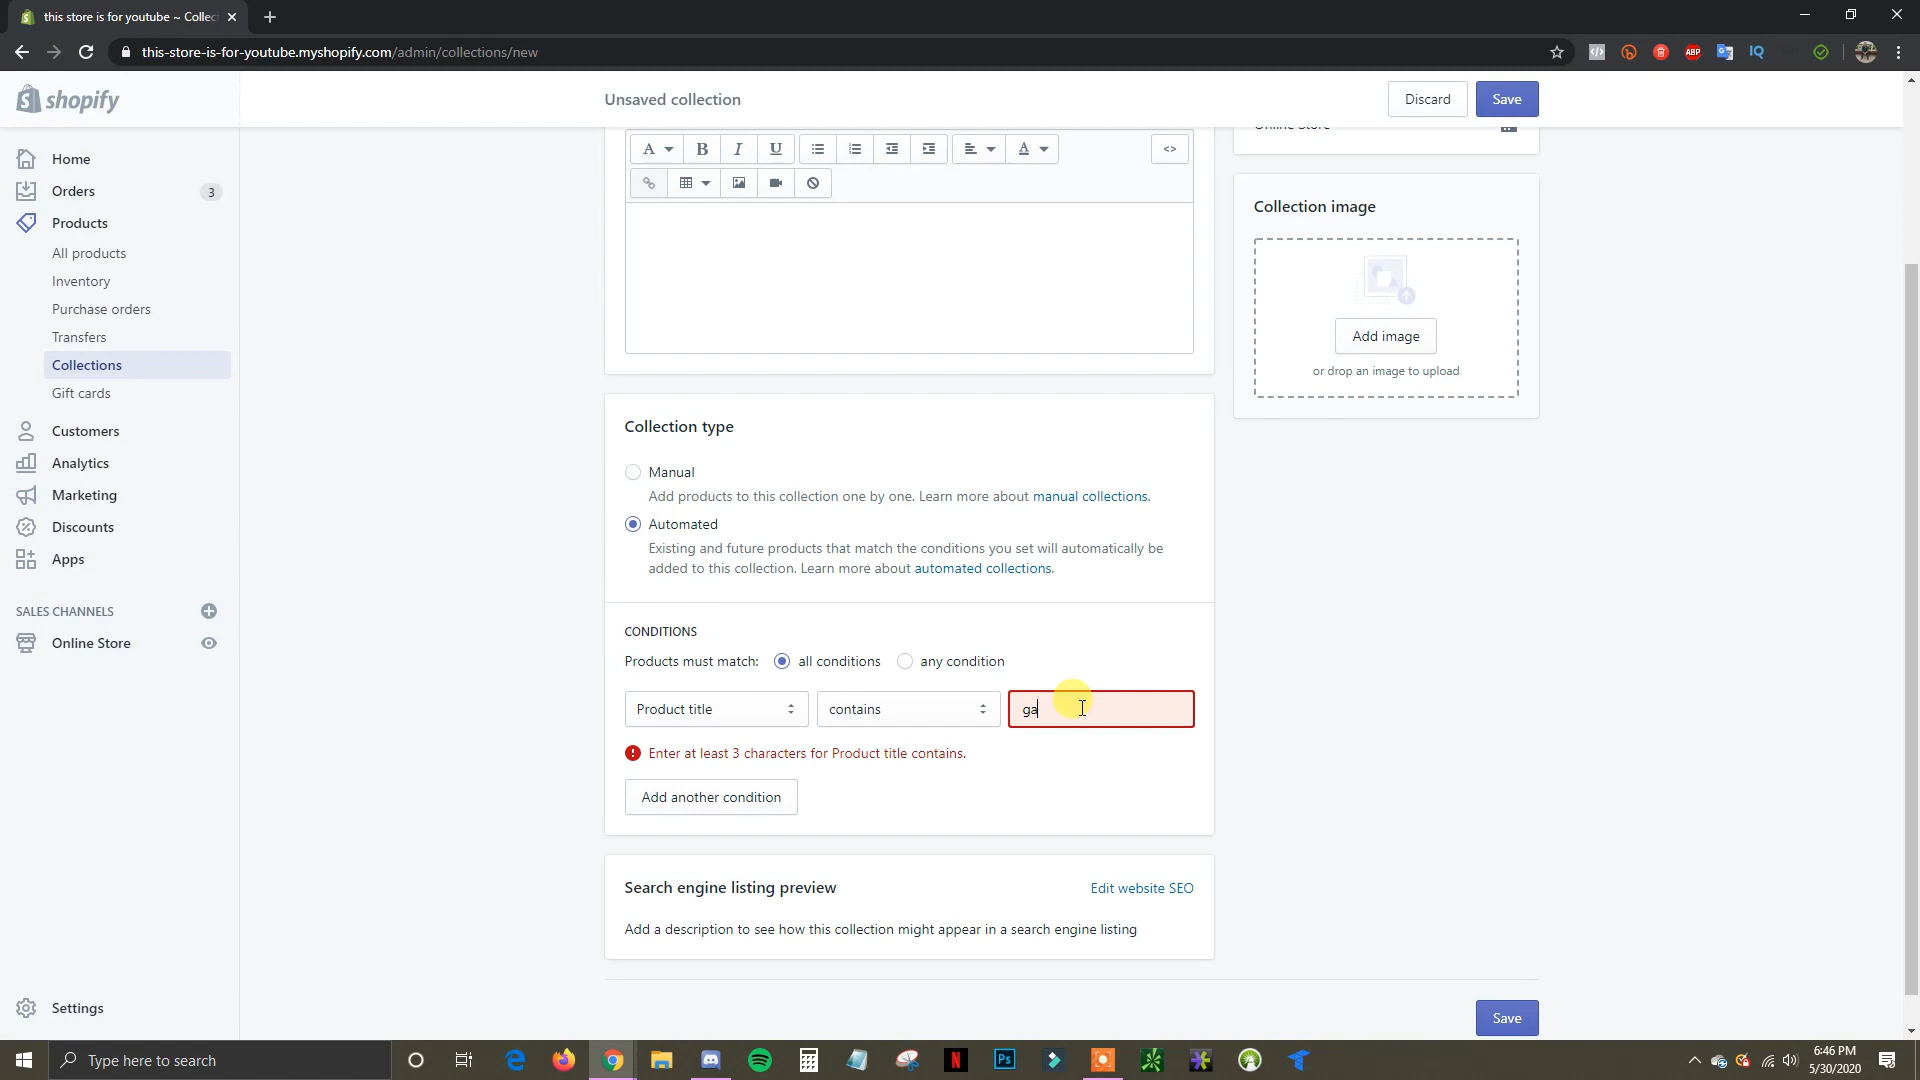 this store is for youtube ~ Collec
this-store-is-for-youtube.myshopify.com/admin/collections/new
ABP
IQ
shopify
Unsaved collection
Discard
Save
Home
Orders
3
Products
All products
Inventory
Purchase orders
Transfers
Collections
Gift cards
Customers
Analytics
Marketing
Discounts
Apps
SALES CHANNELS
Online Store
Settings
A
B
I
U
A
<>
Online Store
Collection image
Add image
or drop an image to upload
Collection type
Manual
Add products to this collection one by one. Learn more about manual collections.
Automated
Existing and future products that match the conditions you set will automatically be
added to this collection. Learn more about automated collections.
CONDITIONS
Products must match: all conditions any condition
Product title contains ga
Enter at least 3 characters for Product title contains.
Add another condition
Search engine listing preview
Edit website SEO
Add a description to see how this collection might appear in a search engine listing
Save
Type here to search
N
Ps
6:46 PM
5/30/2020